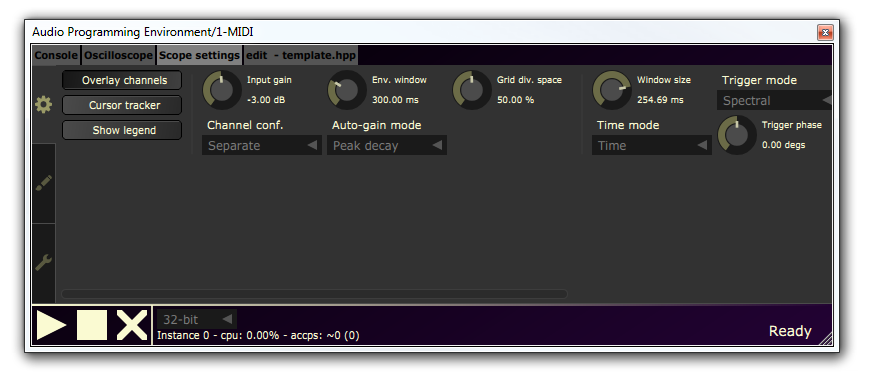 Audio Programming Environment/1-MIDI
Console Oscilloscope Scope settings edit - template.hpp
Overlay channels
Cursor tracker
Show legend
Input gain
-3.00 dB
Env. window
300.00 ms
Grid div. space
50.00 %
Channel conf.
Separate
Auto-gain mode
Peak decay
Window size
254.69 ms
Trigger mode
Spectral
Time mode
Time
Trigger phase
0.00 degs
32-bit
Instance 0 - cpu: 0.00% - accps: ~0 (0)
Ready